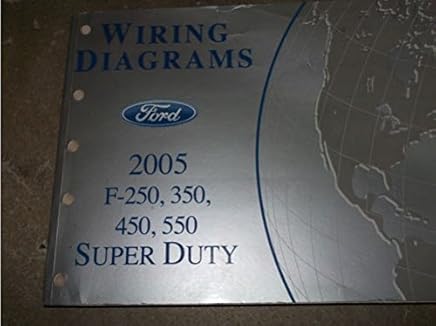 WIRING
DIAGRAMS
Ford
2005
F-250, 350,
450, 550
SUPER DUTY